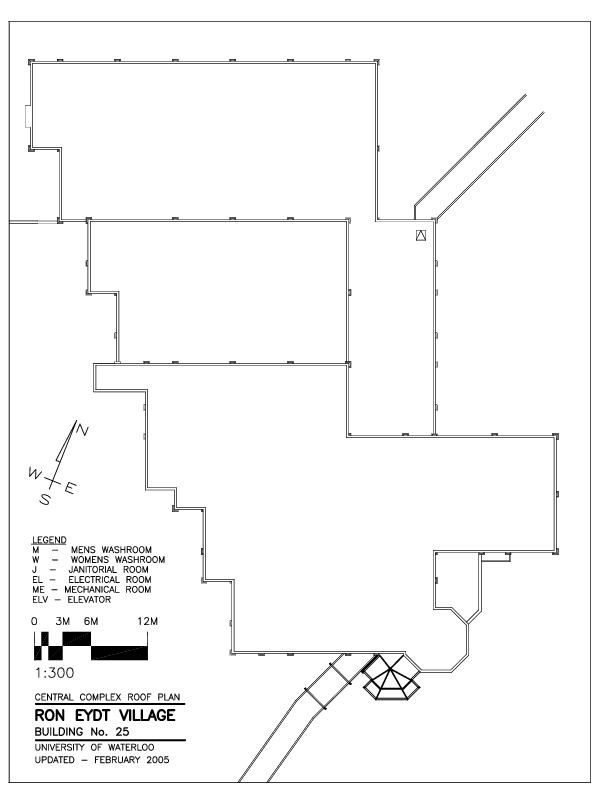 N
W
E
S
LEGEND
M – MENS WASHROOM
W – WOMENS WASHROOM
J – JANITORIAL ROOM
EL – ELECTRICAL ROOM
ME – MECHANICAL ROOM
ELV – ELEVATOR
0 3M 6M 12M
1:300
CENTRAL COMPLEX ROOF PLAN
RON EYDT VILLAGE
BUILDING No. 25
UNIVERSITY OF WATERLOO
UPDATED – FEBRUARY 2005